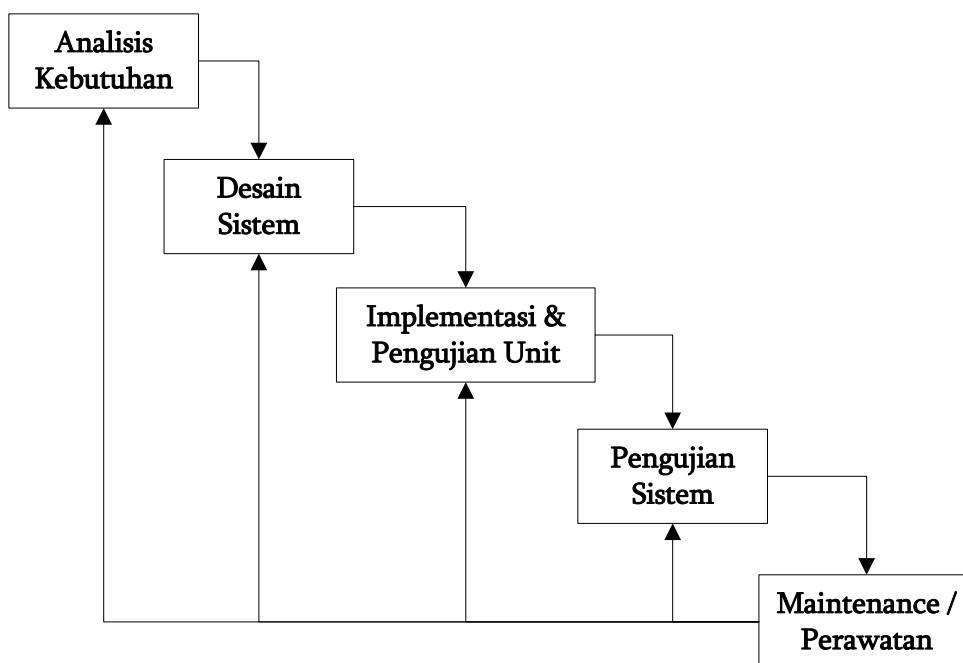 Analisis
Kebutuhan
Desain
Sistem
Implementasi &
Pengujian Unit
Pengujian
Sistem
Maintenance /
Perawatan